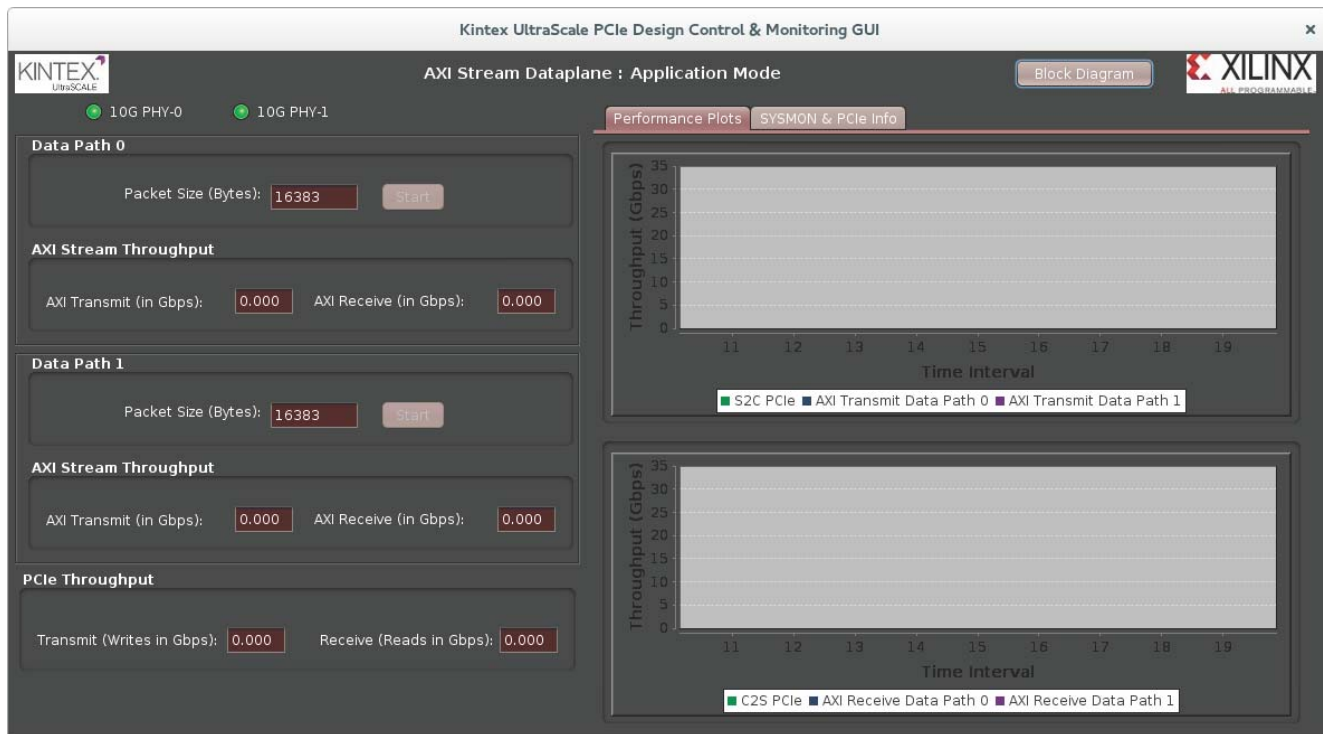 Kintex UltraScale PCIe Design Control & Monitoring GUI
×
KINTEX
UltraSCALE
AXI Stream Dataplane : Application Mode
Block Diagram
XILINX
ALL PROGRAMMABLE
10G PHY-0
10G PHY-1
Data Path 0
Packet Size (Bytes): 16383 Start
AXI Stream Throughput
AXI Transmit (in Gbps): 0.000 AXI Receive (in Gbps): 0.000
Data Path 1
Packet Size (Bytes): 16383 Start
AXI Stream Throughput
AXI Transmit (in Gbps): 0.000 AXI Receive (in Gbps): 0.000
PCIe Throughput
Transmit (Writes in Gbps): 0.000 Receive (Reads in Gbps): 0.000
Performance Plots
SYSMON & PCIe Info
Throughput (Gbps)
35
30
25
20
15
10
5
0
11 12 13 14 15 16 17 18 19
Time Interval
S2C PCIe AXI Transmit Data Path 0 AXI Transmit Data Path 1
Throughput (Gbps)
35
30
25
20
15
10
5
0
11 12 13 14 15 16 17 18 19
Time Interval
C2S PCIe AXI Receive Data Path 0 AXI Receive Data Path 1